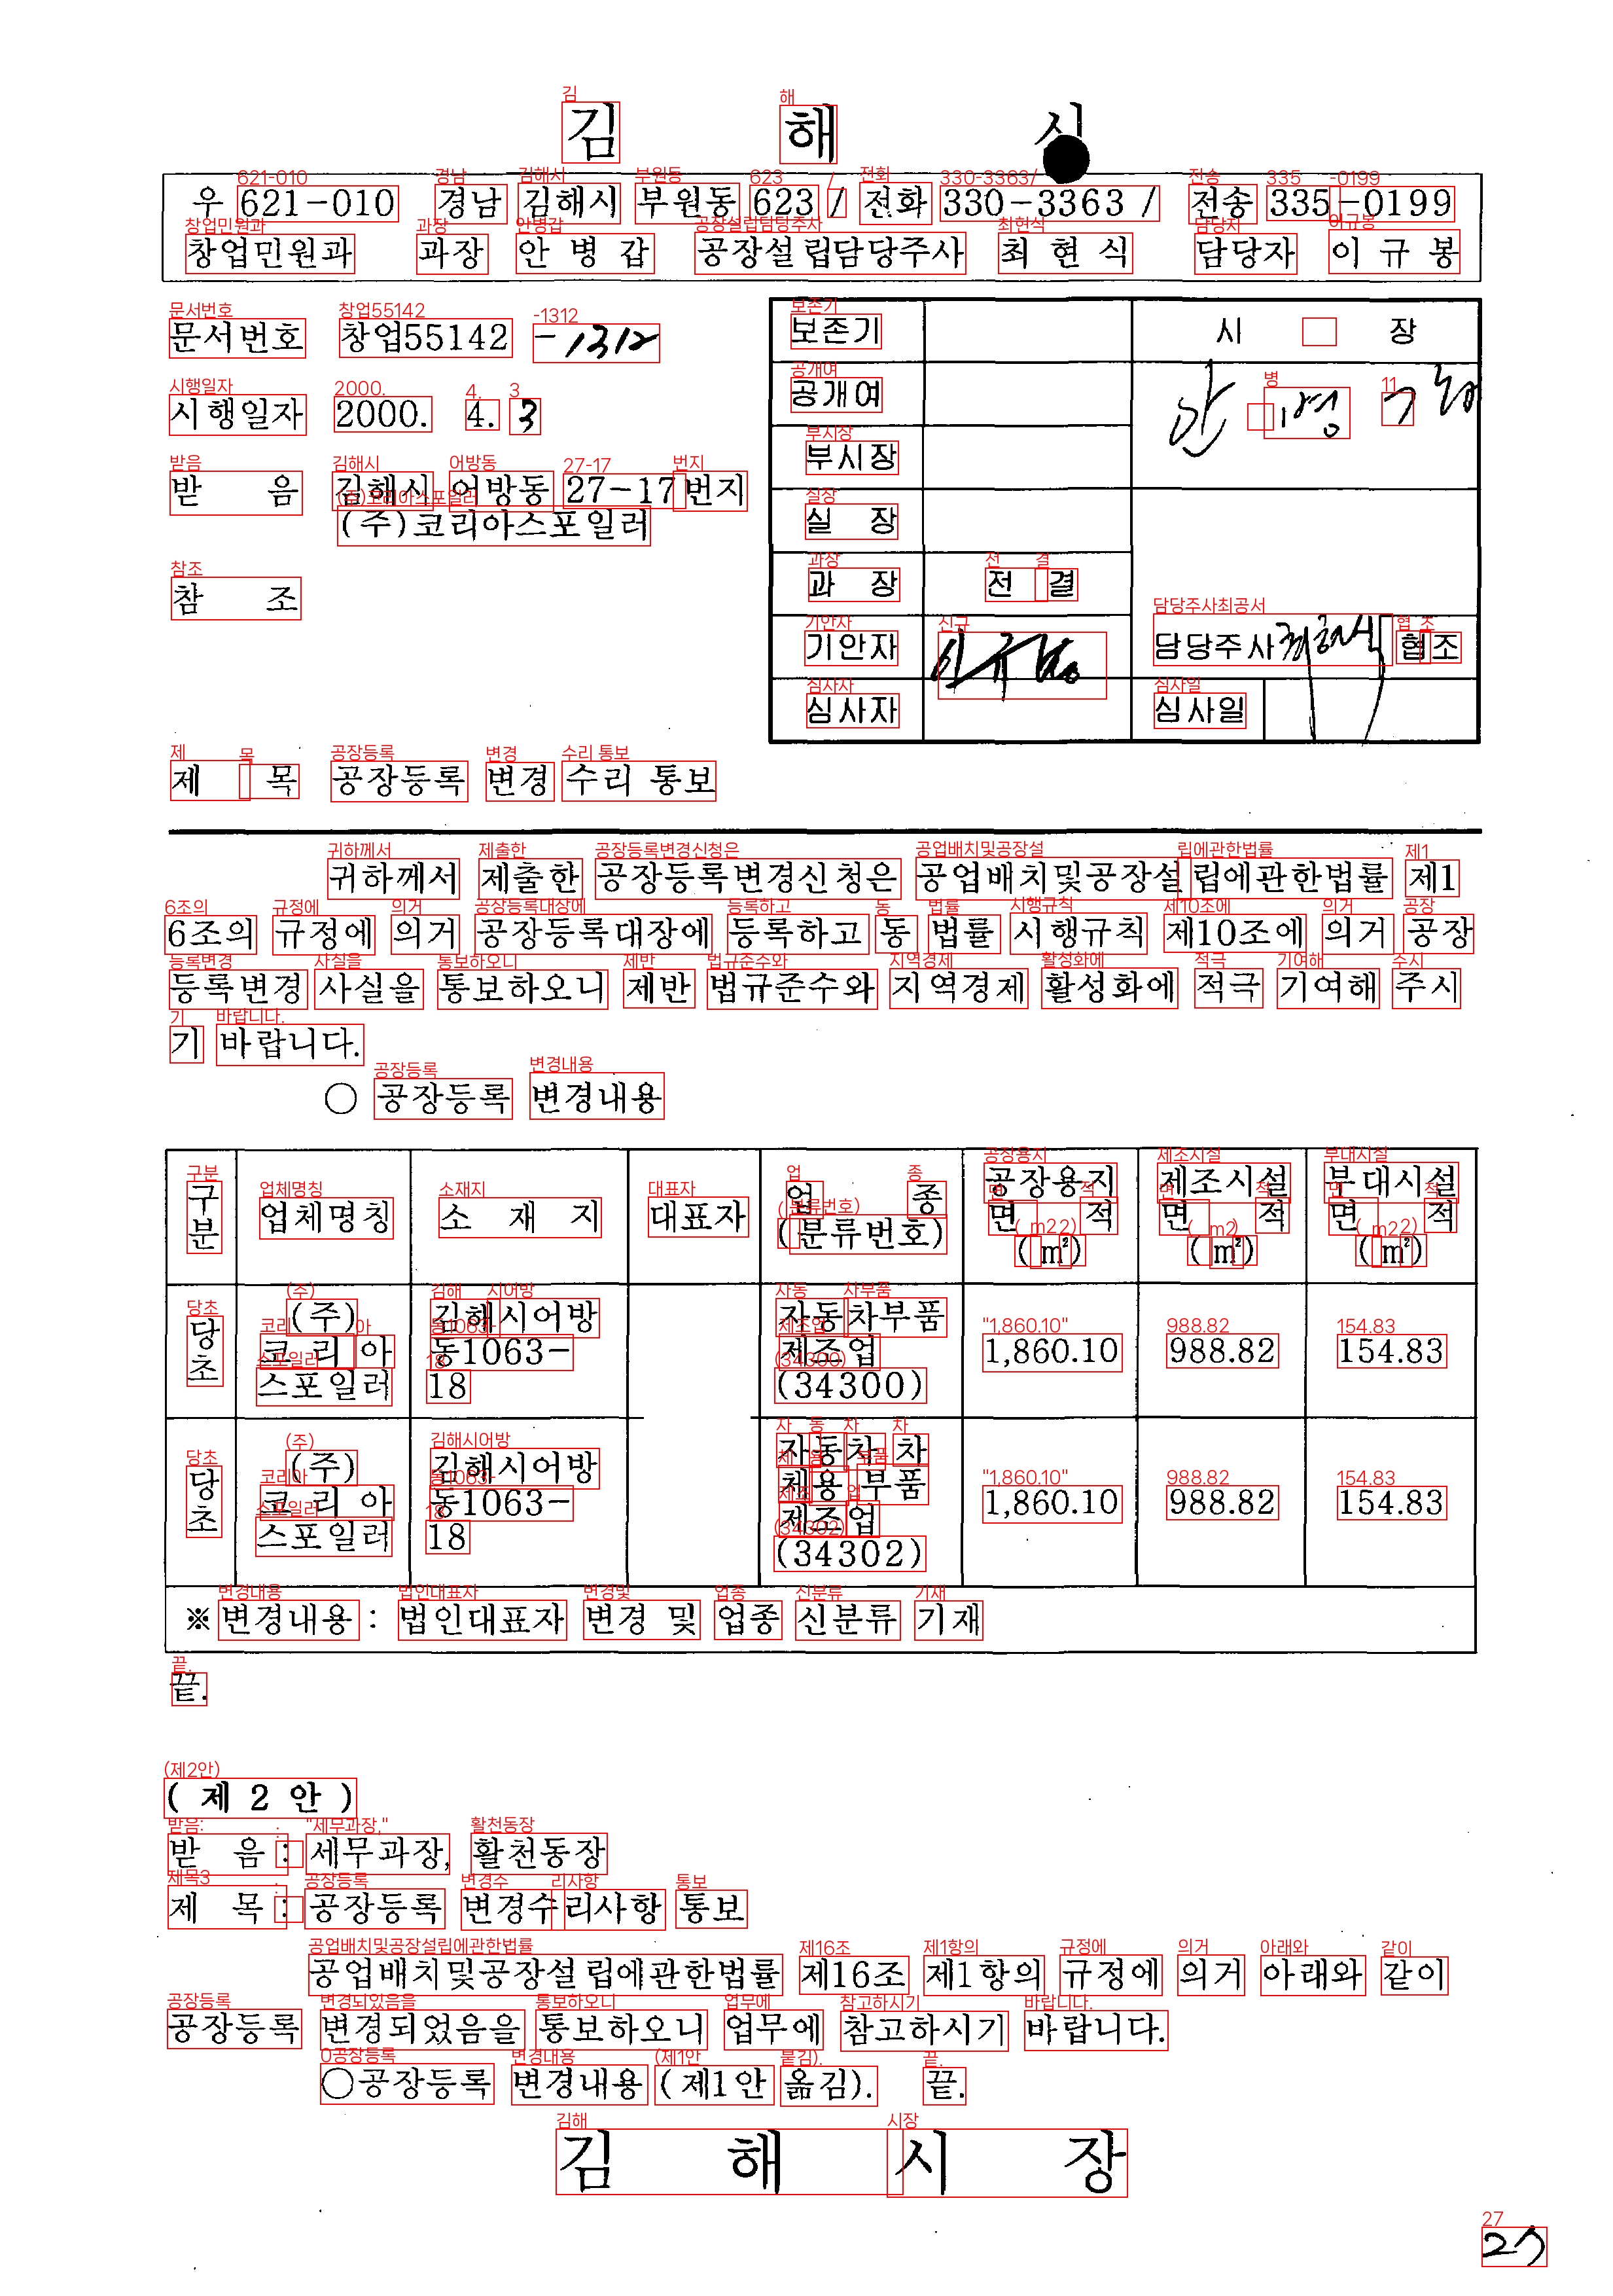 김 해 시
우 621-010 경남 김해시 부원동 623 / 전화 330-3363 / 전송 335-0199
창업민원과 과장 안 병 갑 공장설립담당주사 최 현 식 담당자 이 규 봉
문서번호 창업55142 -1312
시행일자 2000. 4. 3
받 음 김해시 어방동 27-17번지
(주)코리아스포일러
참 조
보존기 시 장
공개여
부시장
실 장
과 장 전 결
기안자 담당주사 협조
심사자 심사일
제 목 공장등록 변경 수리 통보
귀하께서 제출한 공장등록변경신청은 공업배치및공장설립에관한법률 제1
6조의 규정에 의거 공장등록대장에 등록하고 동 법률 시행규칙 제10조에 의거 공장
등록변경 사실을 통보하오니 제반 법규준수와 지역경제 활성화에 적극 기여해 주시
기 바랍니다.
○ 공장등록 변경내용
구분 업체명칭 소 재 지 대표자 업 종 (분류번호) 공장용지 면 적 (㎡) 제조시설 면 적 (㎡) 부대시설 면 적 (㎡)
당초 (주) 코리아 스포일러 김해시어방동1063-18 자동차부품 제조업 (34300) 1,860.10 988.82 154.83
당초 (주) 코리아 스포일러 김해시어방동1063-18 자동차 차체용 부품 제조업 (34302) 1,860.10 988.82 154.83
※ 변경내용 : 법인대표자 변경 및 업종 신분류 기재
끝.
( 제 2 안 )
받 음 : 세무과장, 활천동장
제 목 : 공장등록 변경수리사항 통보
공업배치및공장설립에관한법률 제16조 제1항의 규정에 의거 아래와 같이
공장등록 변경되었음을 통보하오니 업무에 참고하시기 바랍니다.
○공장등록 변경내용 (제1안 옮김). 끝.
김 해 시 장
27